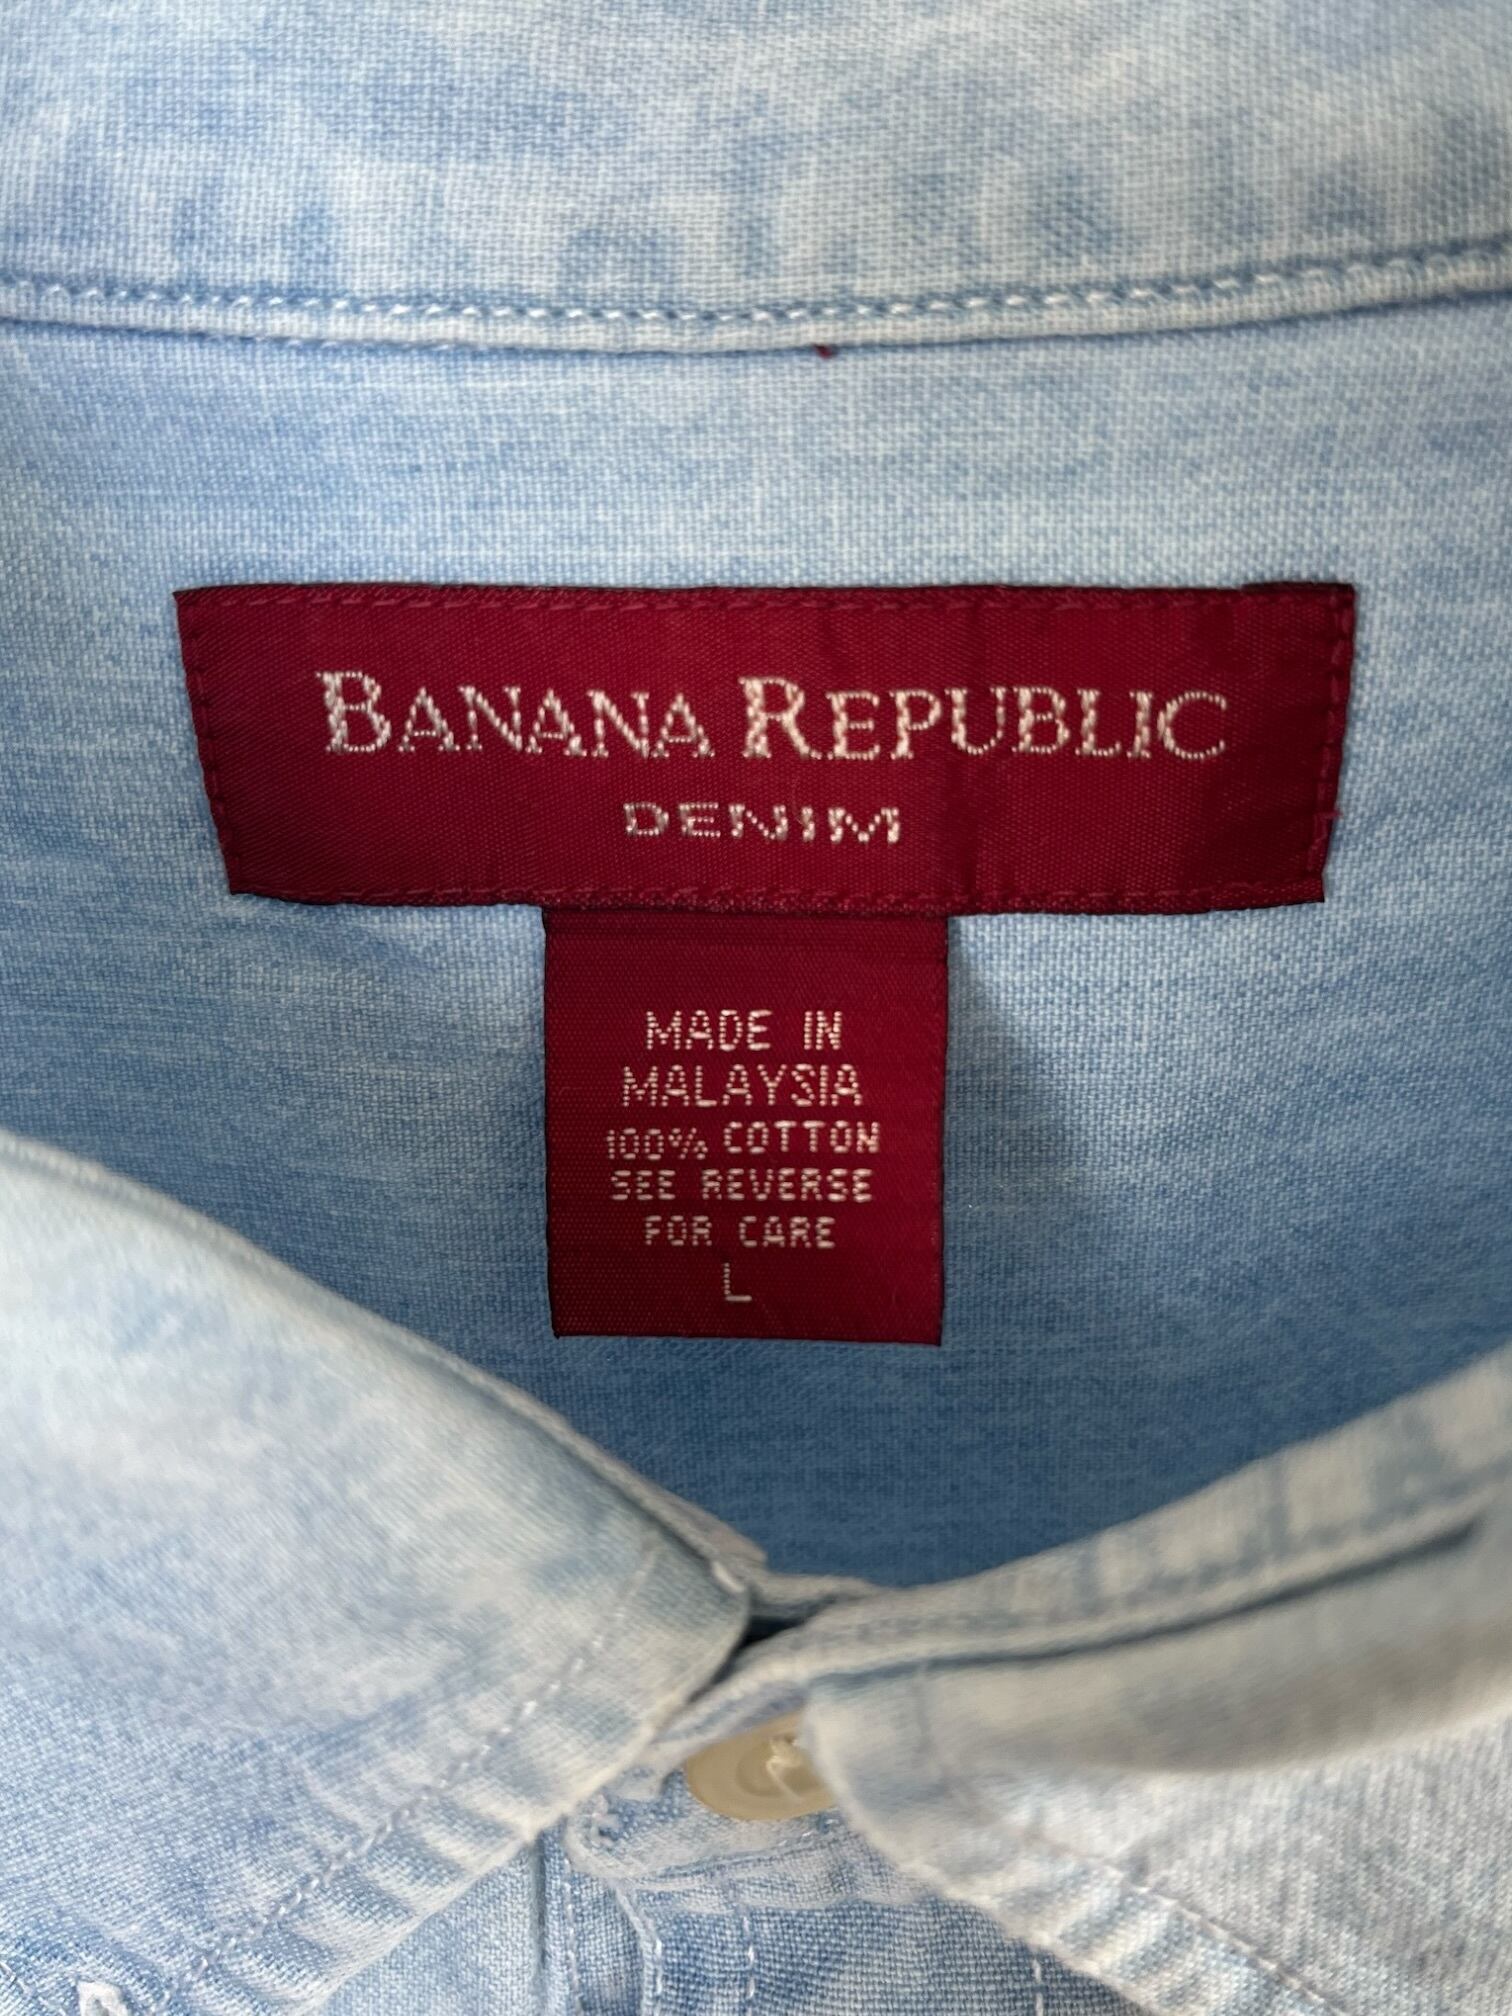 BANANA REPUBLIC
DENIM
MADE IN
MALAYSIA
100% COTTON
SEE REVERSE
FOR CARE
L